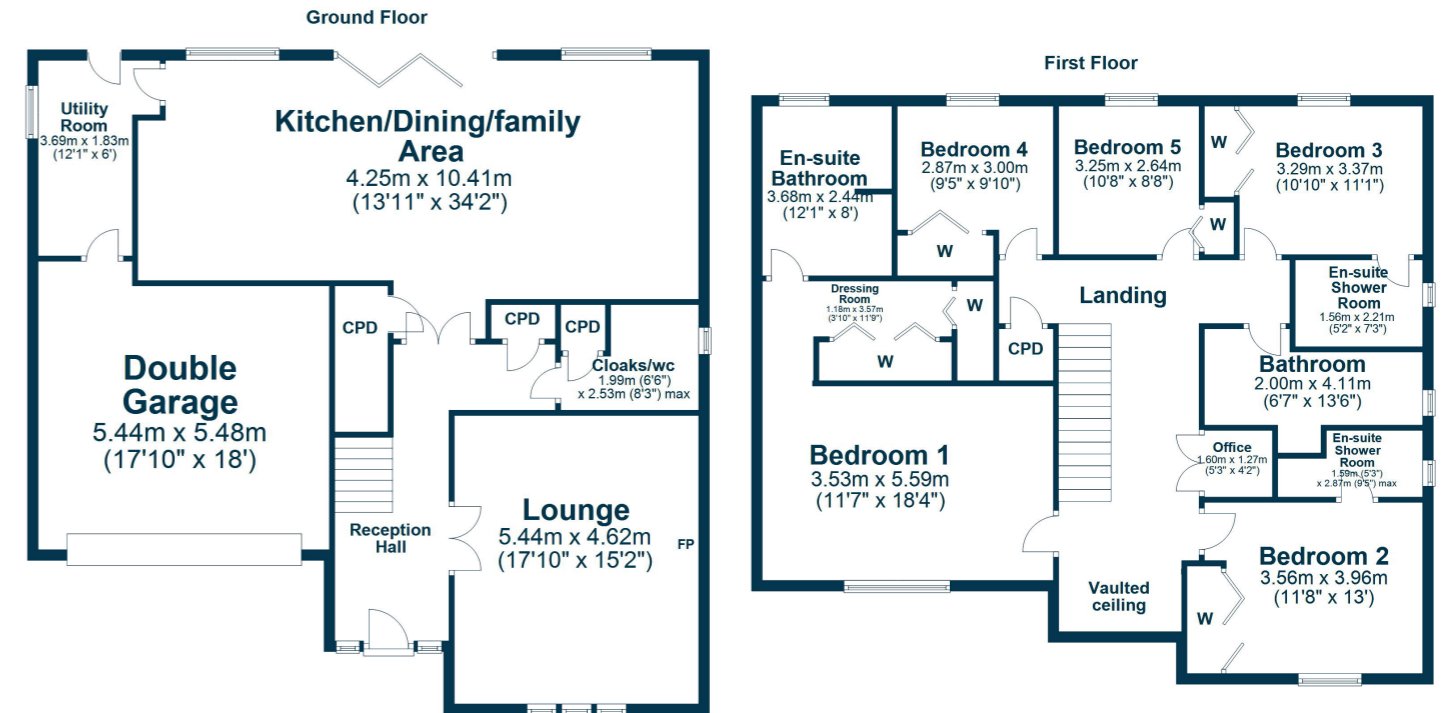 Ground Floor
Utility
Room
3.69m x 1.83m
(12'1" x 6')
Kitchen/Dining/family
Area
4.25m x 10.41m
(13'11" x 34'2")
CPD
CPD
CPD
Cloaks/wc
1.99m (6'6")
x 2.53m (8'3") max
Double
Garage
5.44m x 5.48m
(17'10" x 18')
Reception
Hall
Lounge
5.44m x 4.62m
(17'10" x 15'2")
FP
First Floor
En-suite
Bathroom
3.68m x 2.44m
(12'1" x 8')
Bedroom 4
2.87m x 3.00m
(9'5" x 9'10")
W
Bedroom 5
3.25m x 2.64m
(10'8" x 8'8")
W
W
Bedroom 3
3.29m x 3.37m
(10'10" x 11'1")
Dressing
Room
1.18m x 3.57m
(3'10" x 11'9")
W
W
Landing
CPD
En-suite
Shower
Room
1.56m x 2.21m
(5'2" x 7'3")
Bathroom
2.00m x 4.11m
(6'7" x 13'6")
Bedroom 1
3.53m x 5.59m
(11'7" x 18'4")
Office
1.60m x 1.27m
(5'3" x 4'2")
En-suite
Shower
Room
1.59m (5'3")
x 2.87m (9'5") max
Vaulted
ceiling
Bedroom 2
3.56m x 3.96m
(11'8" x 13')
W